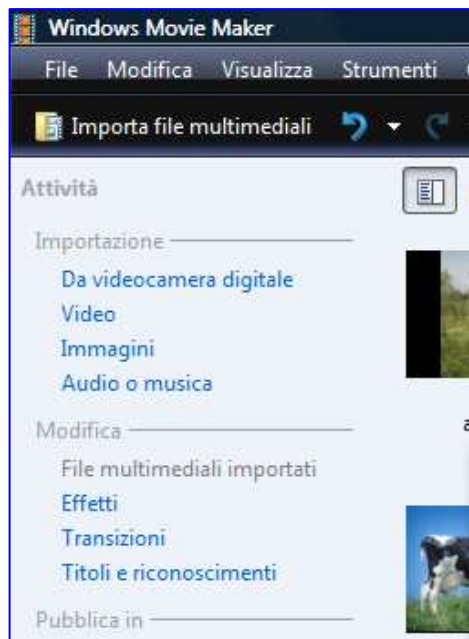 Windows Movie Maker
File Modifica Visualizza Strumenti
Importa file multimediali
Attività
Importazione
Da videocamera digitale
Video
Immagini
Audio o musica
Modifica
File multimediali importati
Effetti
Transizioni
Titoli e riconoscimenti
Pubblica in